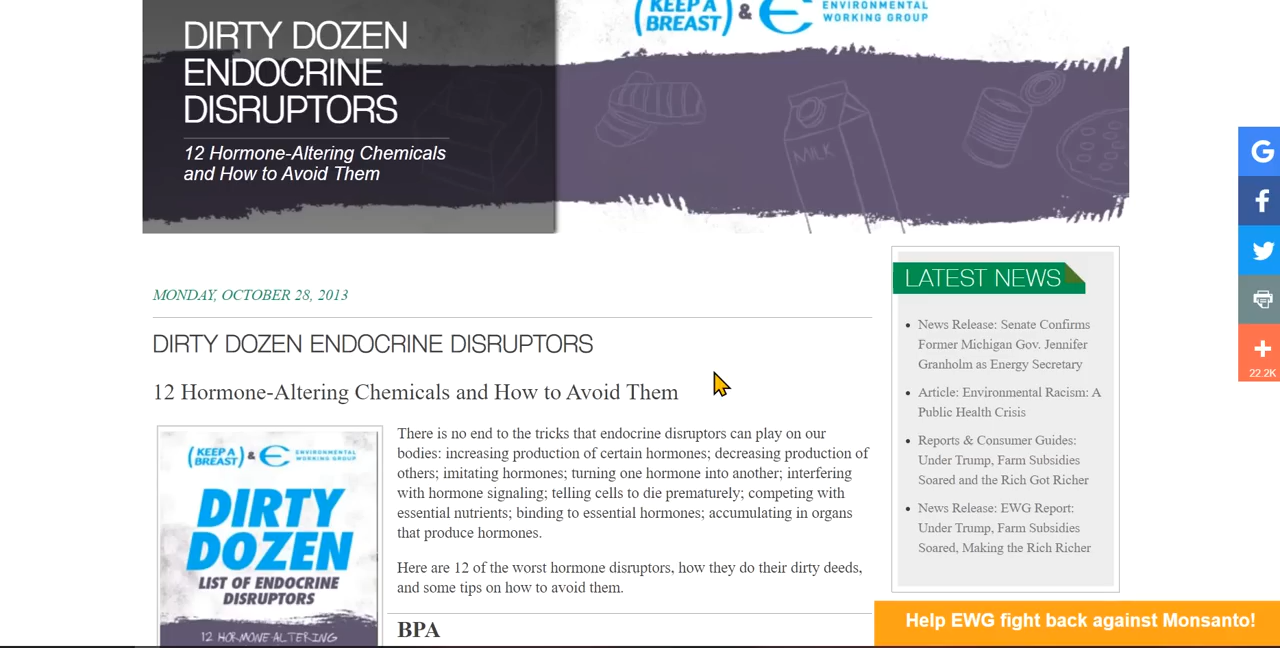 DIRTY DOZEN
ENDOCRINE
DISRUPTORS
12 Hormone-Altering Chemicals
and How to Avoid Them
(KEEP A
BREAST)
&
ENVIRONMENTAL
WORKING GROUP
MILK
MONDAY, OCTOBER 28, 2013
DIRTY DOZEN ENDOCRINE DISRUPTORS
12 Hormone-Altering Chemicals and How to Avoid Them
(KEEP A
BREAST)
&
ENVIRONMENTAL
WORKING GROUP
DIRTY
DOZEN
LIST OF ENDOCRINE
DISRUPTORS
12 HORMONE-ALTERING
There is no end to the tricks that endocrine disruptors can play on our
bodies: increasing production of certain hormones; decreasing production of
others; imitating hormones; turning one hormone into another; interfering
with hormone signaling; telling cells to die prematurely; competing with
essential nutrients; binding to essential hormones; accumulating in organs
that produce hormones.
Here are 12 of the worst hormone disruptors, how they do their dirty deeds,
and some tips on how to avoid them.
BPA
LATEST NEWS
• News Release: Senate Confirms
Former Michigan Gov. Jennifer
Granholm as Energy Secretary
• Article: Environmental Racism: A
Public Health Crisis
• Reports & Consumer Guides:
Under Trump, Farm Subsidies
Soared and the Rich Got Richer
• News Release: EWG Report:
Under Trump, Farm Subsidies
Soared, Making the Rich Richer
G
f
+
22.2K
Help EWG fight back against Monsanto!